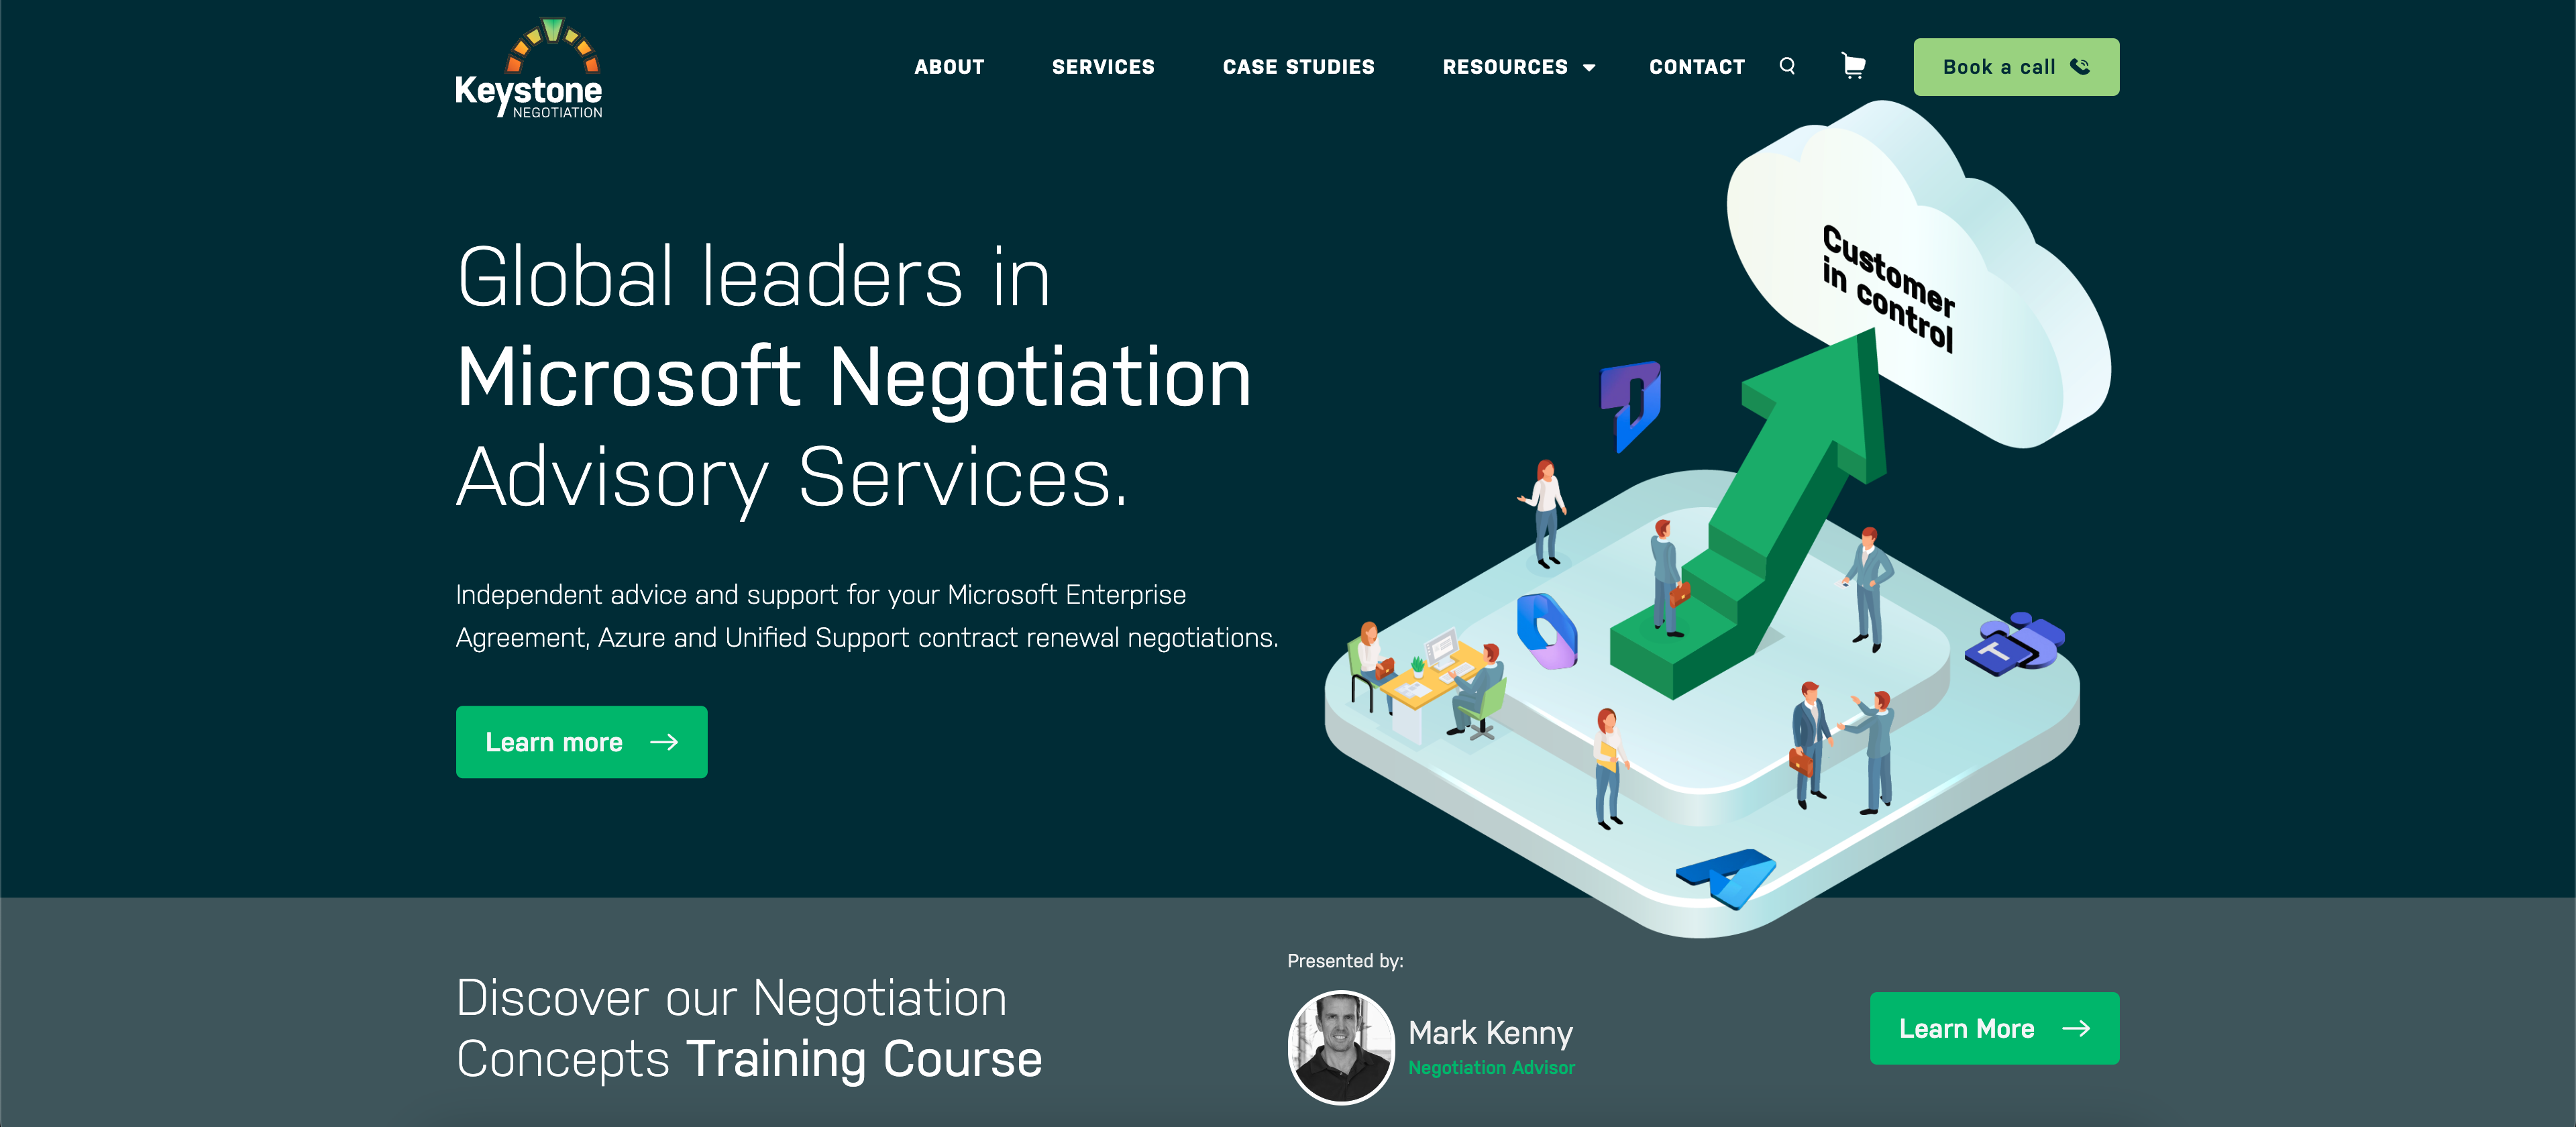 Keystone
NEGOTIATION
ABOUT
SERVICES
CASE STUDIES
RESOURCES
CONTACT
Book a call
Global leaders in
Microsoft Negotiation
Advisory Services.
Independent advice and support for your Microsoft Enterprise
Agreement, Azure and Unified Support contract renewal negotiations.
Learn more
Customer
in control
T
Discover our Negotiation
Concepts Training Course
Presented by:
Mark Kenny
Negotiation Advisor
Learn More